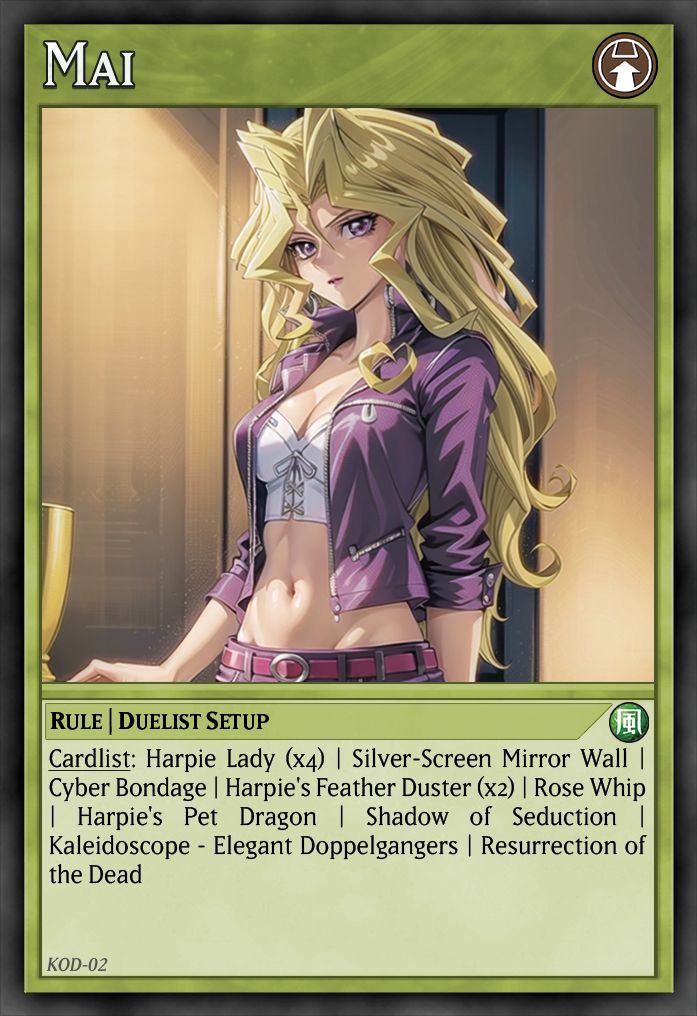 Mai
Rule | Duelist Setup
風
Cardlist: Harpie Lady (x4) | Silver-Screen Mirror Wall |
Cyber Bondage | Harpie's Feather Duster (x2) | Rose Whip
| Harpie's Pet Dragon | Shadow of Seduction |
Kaleidoscope - Elegant Doppelgangers | Resurrection of
the Dead
KOD-02